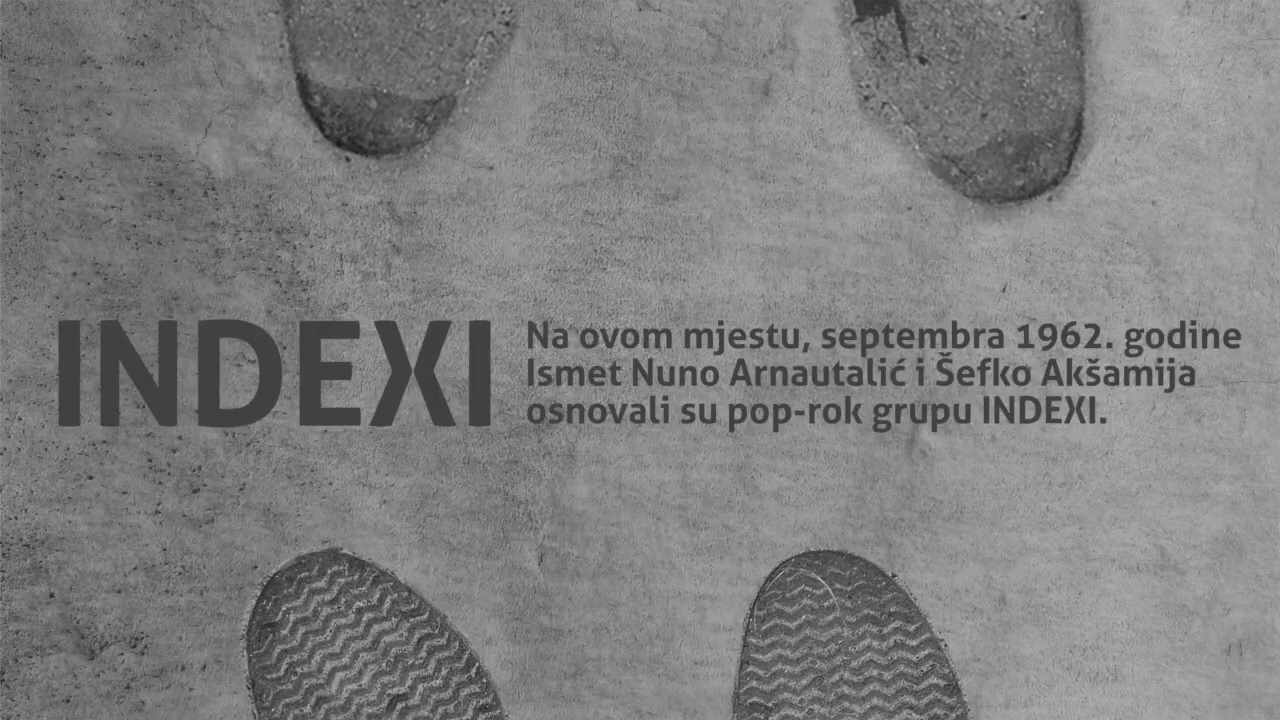 INDEXI
Na ovom mjestu, septembra 1962. godine
Ismet Nuno Arnautalić i Šefko Akšamija
osnovali su pop-rok grupu INDEXI.